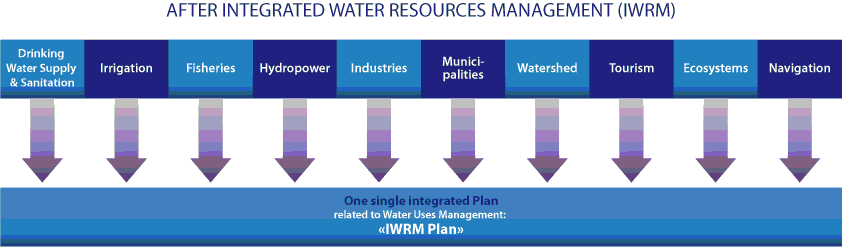 AFTER INTEGRATED WATER RESOURCES MANAGEMENT (IWRM)
Drinking
Water Supply
& Sanitation
Irrigation
Fisheries
Hydropower
Industries
Munici-
palities
Watershed
Tourism
Ecosystems
Navigation
One single integrated Plan
related to Water Uses Management:
«IWRM Plan»